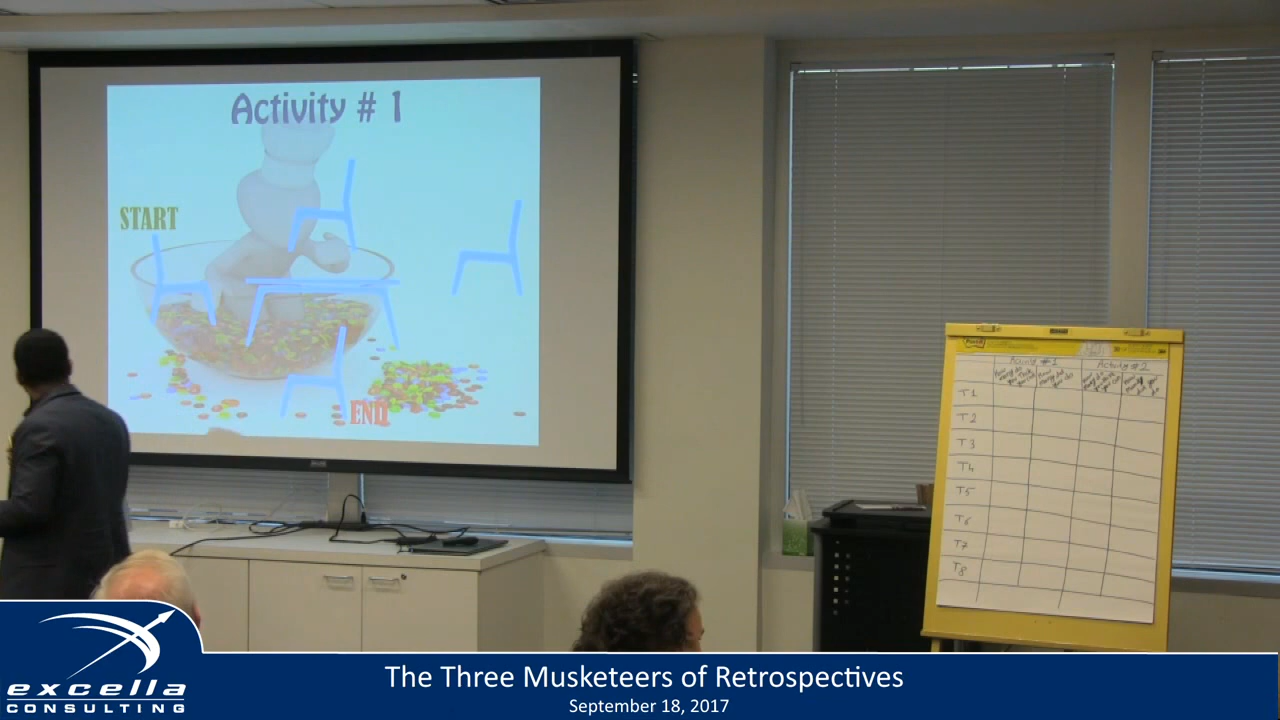 Activity # 1
START
END
Activity #1
Activity #2
T1
T2
T3
T4
T5
T6
T7
T8
excella
CONSULTING
The Three Musketeers of Retrospectives
September 18, 2017